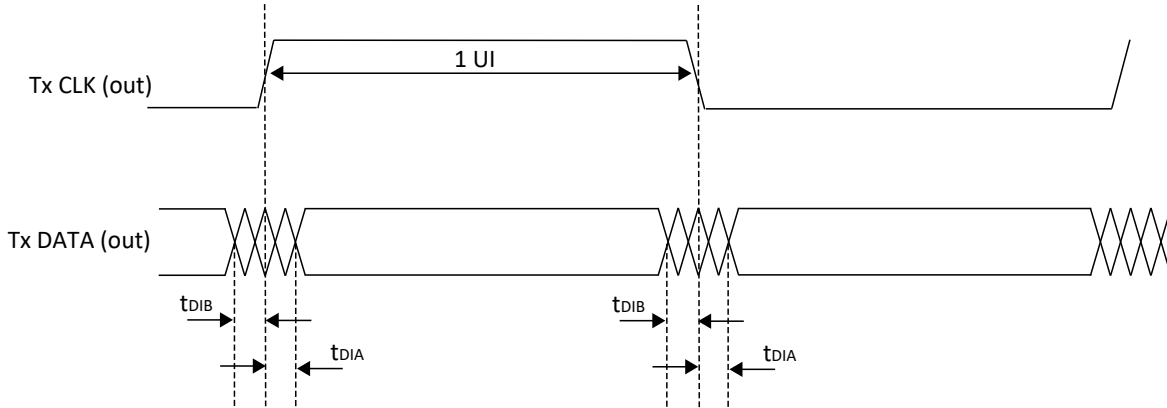 1 UI
Tx CLK (out)
Tx DATA (out)
tDIB
tDIB
tDIA
tDIA